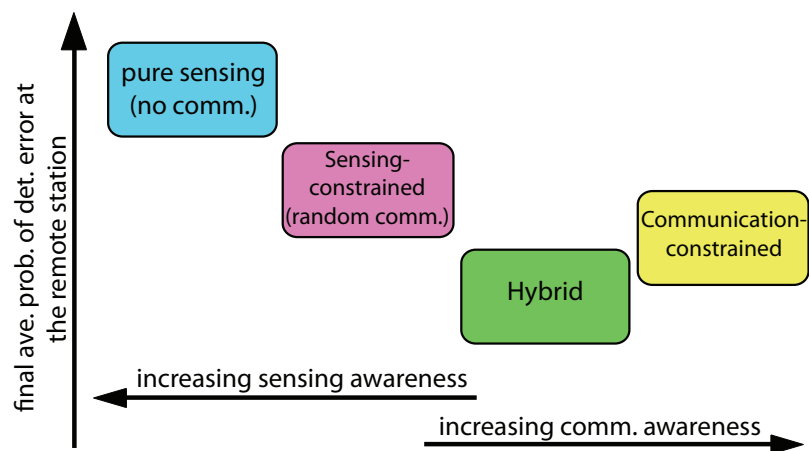 final ave. prob. of det. error at
the remote station
pure sensing
(no comm.)
Sensing-
constrained
(random comm.)
Hybrid
Communication-
constrained
increasing sensing awareness
increasing comm. awareness